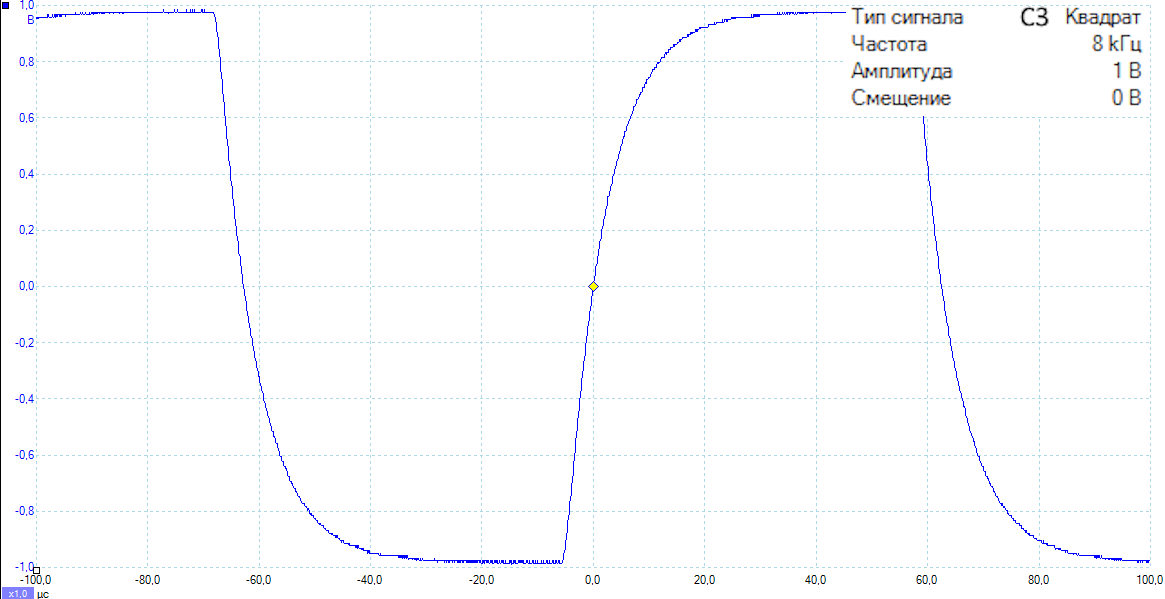 1,0
B
Тип сигнала C3 Квадрат
Частота 8 kГц
Амплитуда 1 В
Смещение 0 В
0,8
0,6
0,4
0,2
0,0
-0,2
-0,4
-0,6
-0,8
-1,0
-100,0 -80,0 -60,0 -40,0 -20,0 0,0 20,0 40,0 60,0 80,0 100,0
x1,0 µc